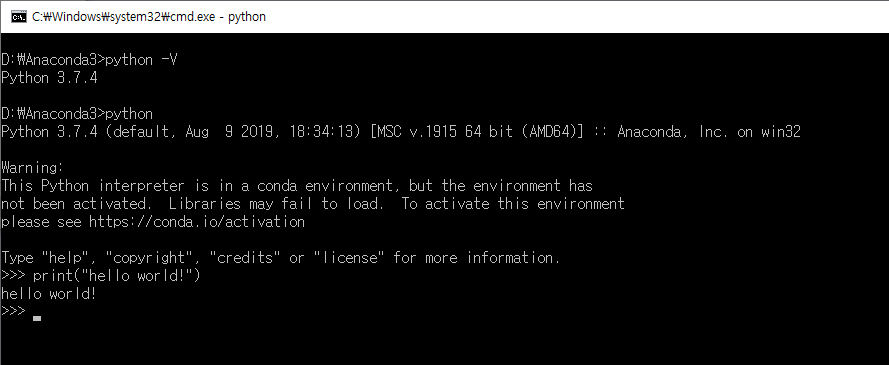 C:₩Windows₩system32₩cmd.exe - python
D:₩Anaconda3>python -V
Python 3.7.4
D:₩Anaconda3>python
Python 3.7.4 (default, Aug  9 2019, 18:34:13) [MSC v.1915 64 bit (AMD64)] :: Anaconda, Inc. on win32
Warning:
This Python interpreter is in a conda environment, but the environment has
not been activated.  Libraries may fail to load.  To activate this environment
please see https://conda.io/activation
Type "help", "copyright", "credits" or "license" for more information.
>>> print("hello world!")
hello world!
>>>